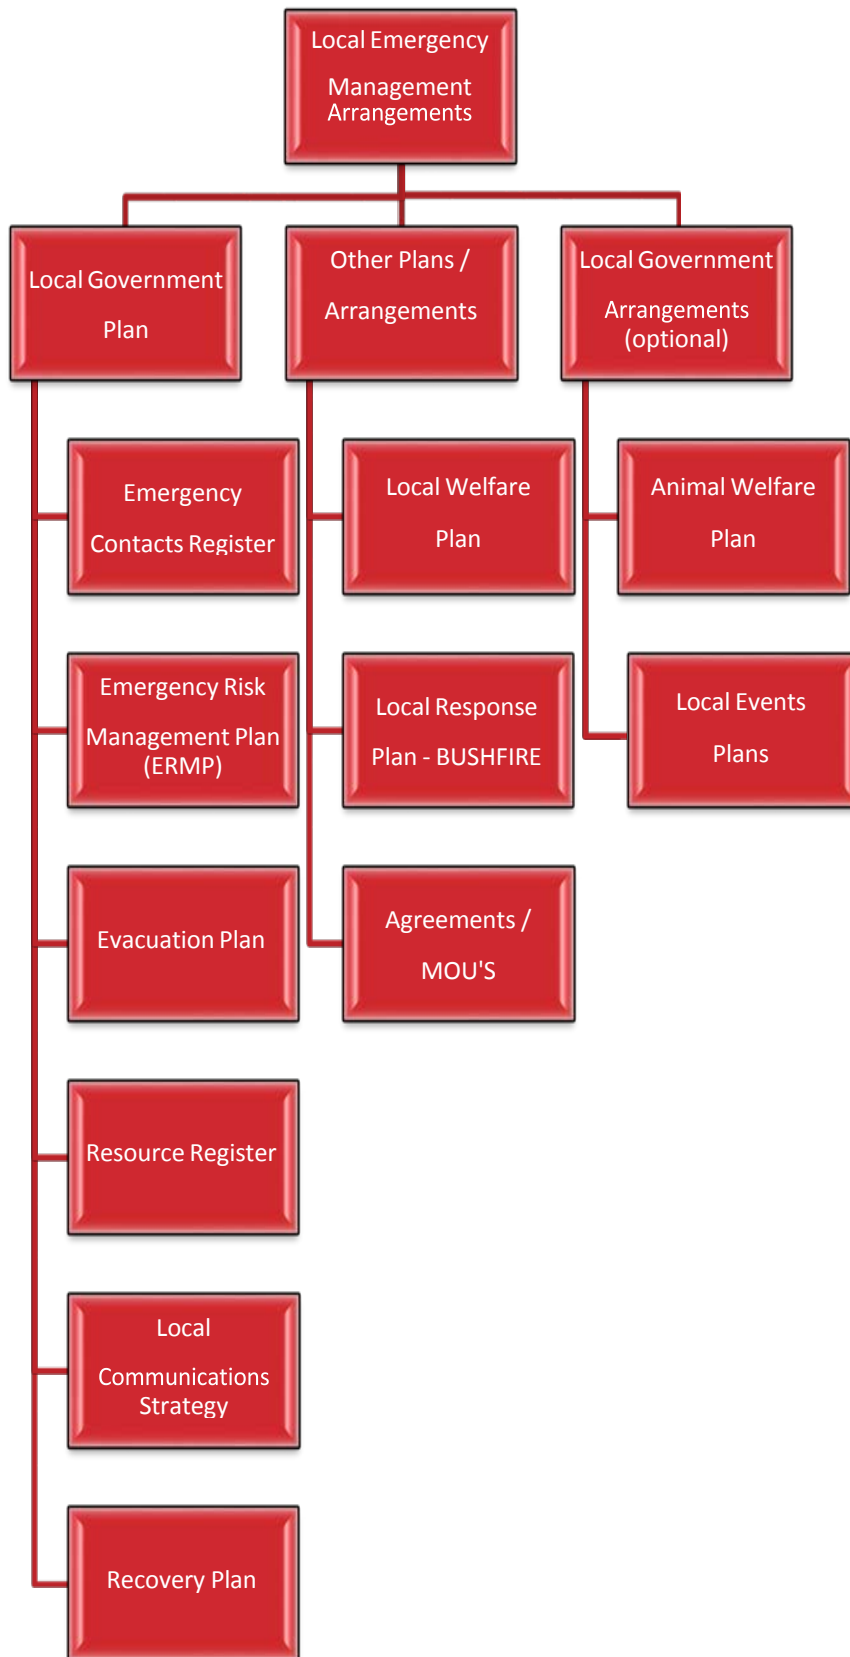 Local Emergency
Management
Arrangements
Local Government
Plan
Other Plans /
Arrangements
Local Government
Arrangements
(optional)
Emergency
Contacts Register
Local Welfare
Plan
Animal Welfare
Plan
Emergency Risk
Management Plan
(ERMP)
Local Response
Plan - BUSHFIRE
Local Events
Plans
Evacuation Plan
Agreements /
MOU'S
Resource Register
Local
Communications
Strategy
Recovery Plan